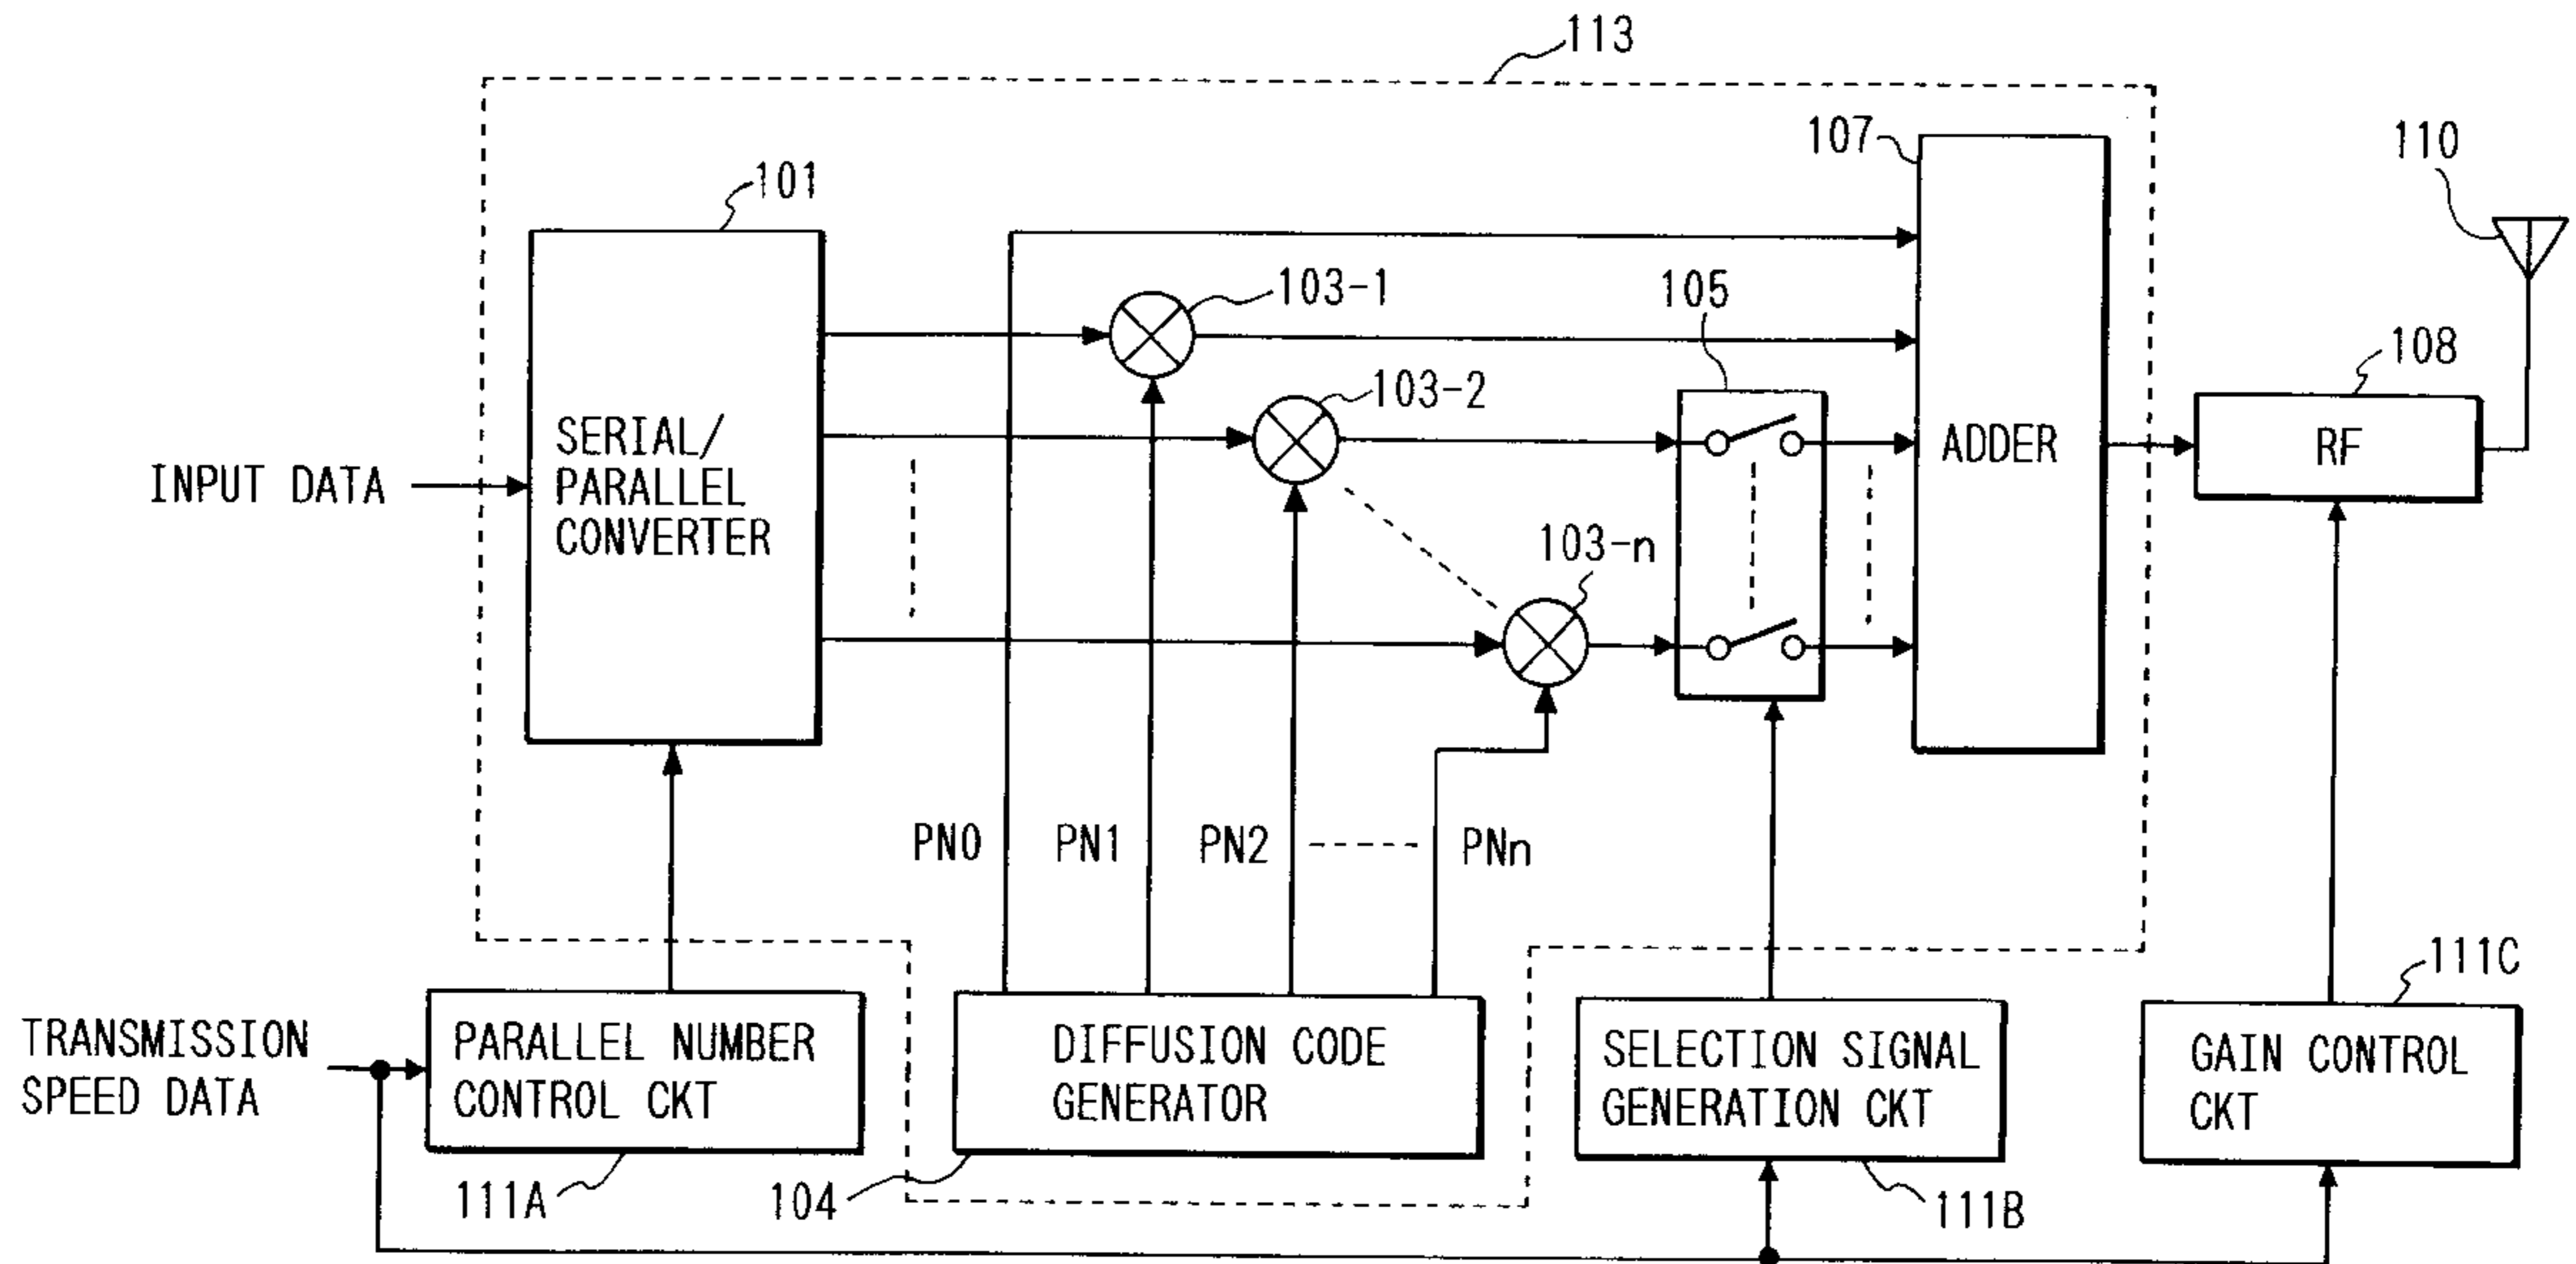 113
107
110
101
103-1
105
103-2
108
SERIAL/
PARALLEL
CONVERTER
INPUT DATA
ADDER
RF
103-n
PN0
PN1
PN2
PNn
111C
TRANSMISSION
SPEED DATA
PARALLEL NUMBER
CONTROL CKT
DIFFUSION CODE
GENERATOR
SELECTION SIGNAL
GENERATION CKT
GAIN CONTROL
CKT
111A
104
111B